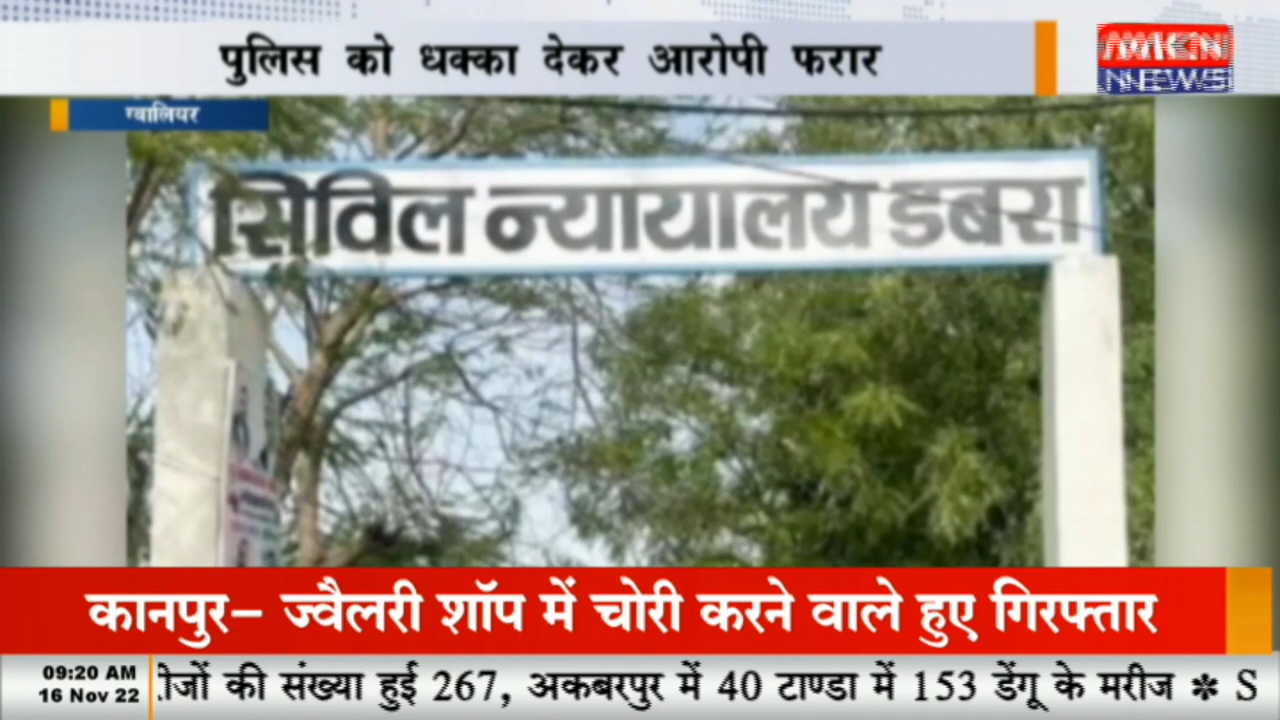 पुलिस को धक्का देकर आरोपी फरार
NEWS
ग्वालियर
सिविल न्यायालय डबरा
कानपुर– ज्वैलरी शॉप में चोरी करने वाले हुए गिरफ्तार
09:20 AM
16 Nov 22
की संख्या हुई 267, अकबरपुर में 40 टाण्डा में 153 डेंगू के मरीज ✻ S